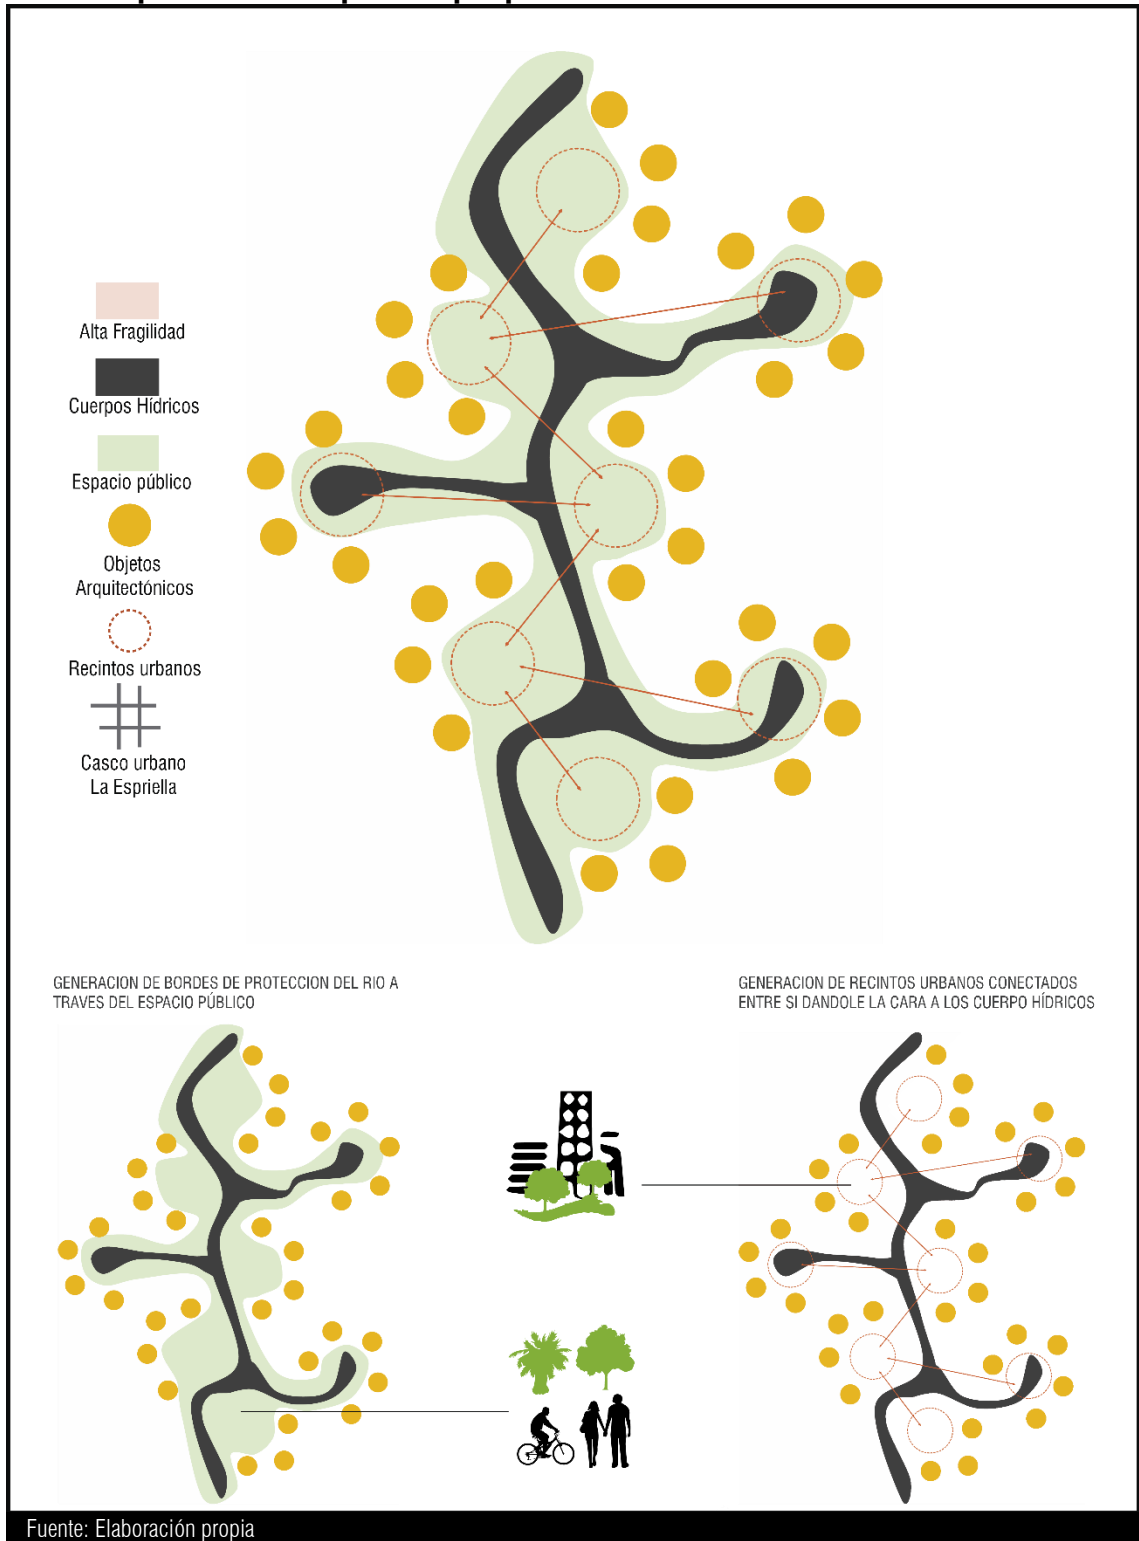 Alta Fragilidad
Cuerpos Hídricos
Espacio público
Objetos
Arquitectónicos
Recintos urbanos
Casco urbano
La Espriella
GENERACION DE BORDES DE PROTECCION DEL RIO A
TRAVES DEL ESPACIO PÚBLICO
GENERACION DE RECINTOS URBANOS CONECTADOS
ENTRE SI DANDOLE LA CARA A LOS CUERPO HÍDRICOS
Fuente: Elaboración propia